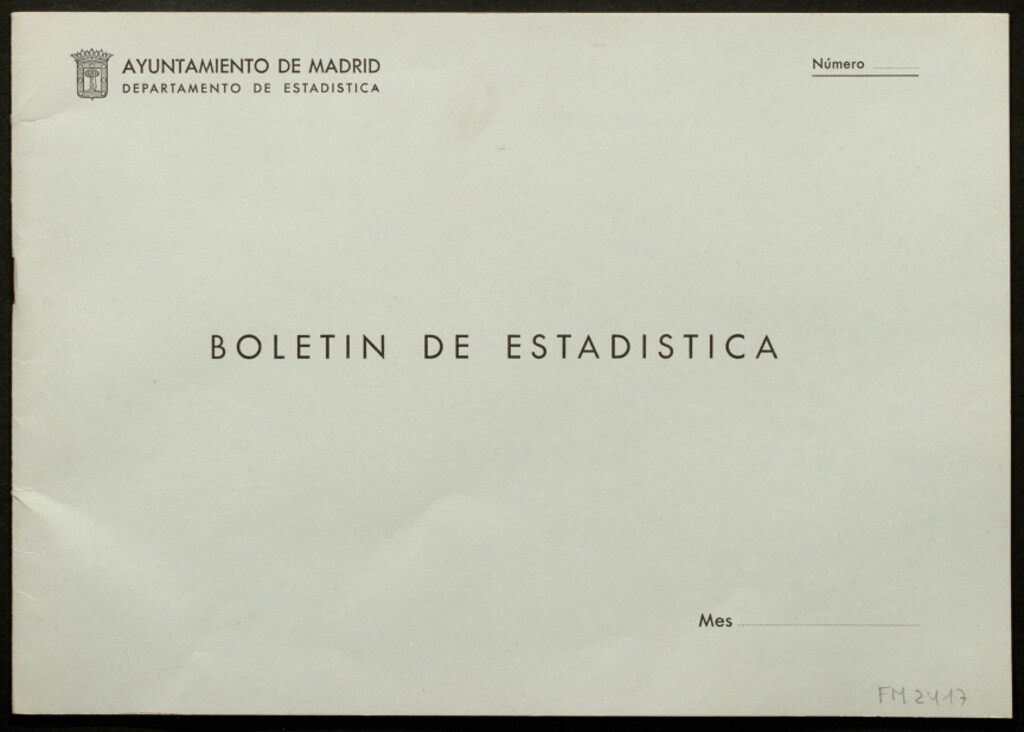 AYUNTAMIENTO DE MADRID
DEPARTAMENTO DE ESTADISTICA
Número
BOLETIN DE ESTADISTICA
Mes
FM 2417